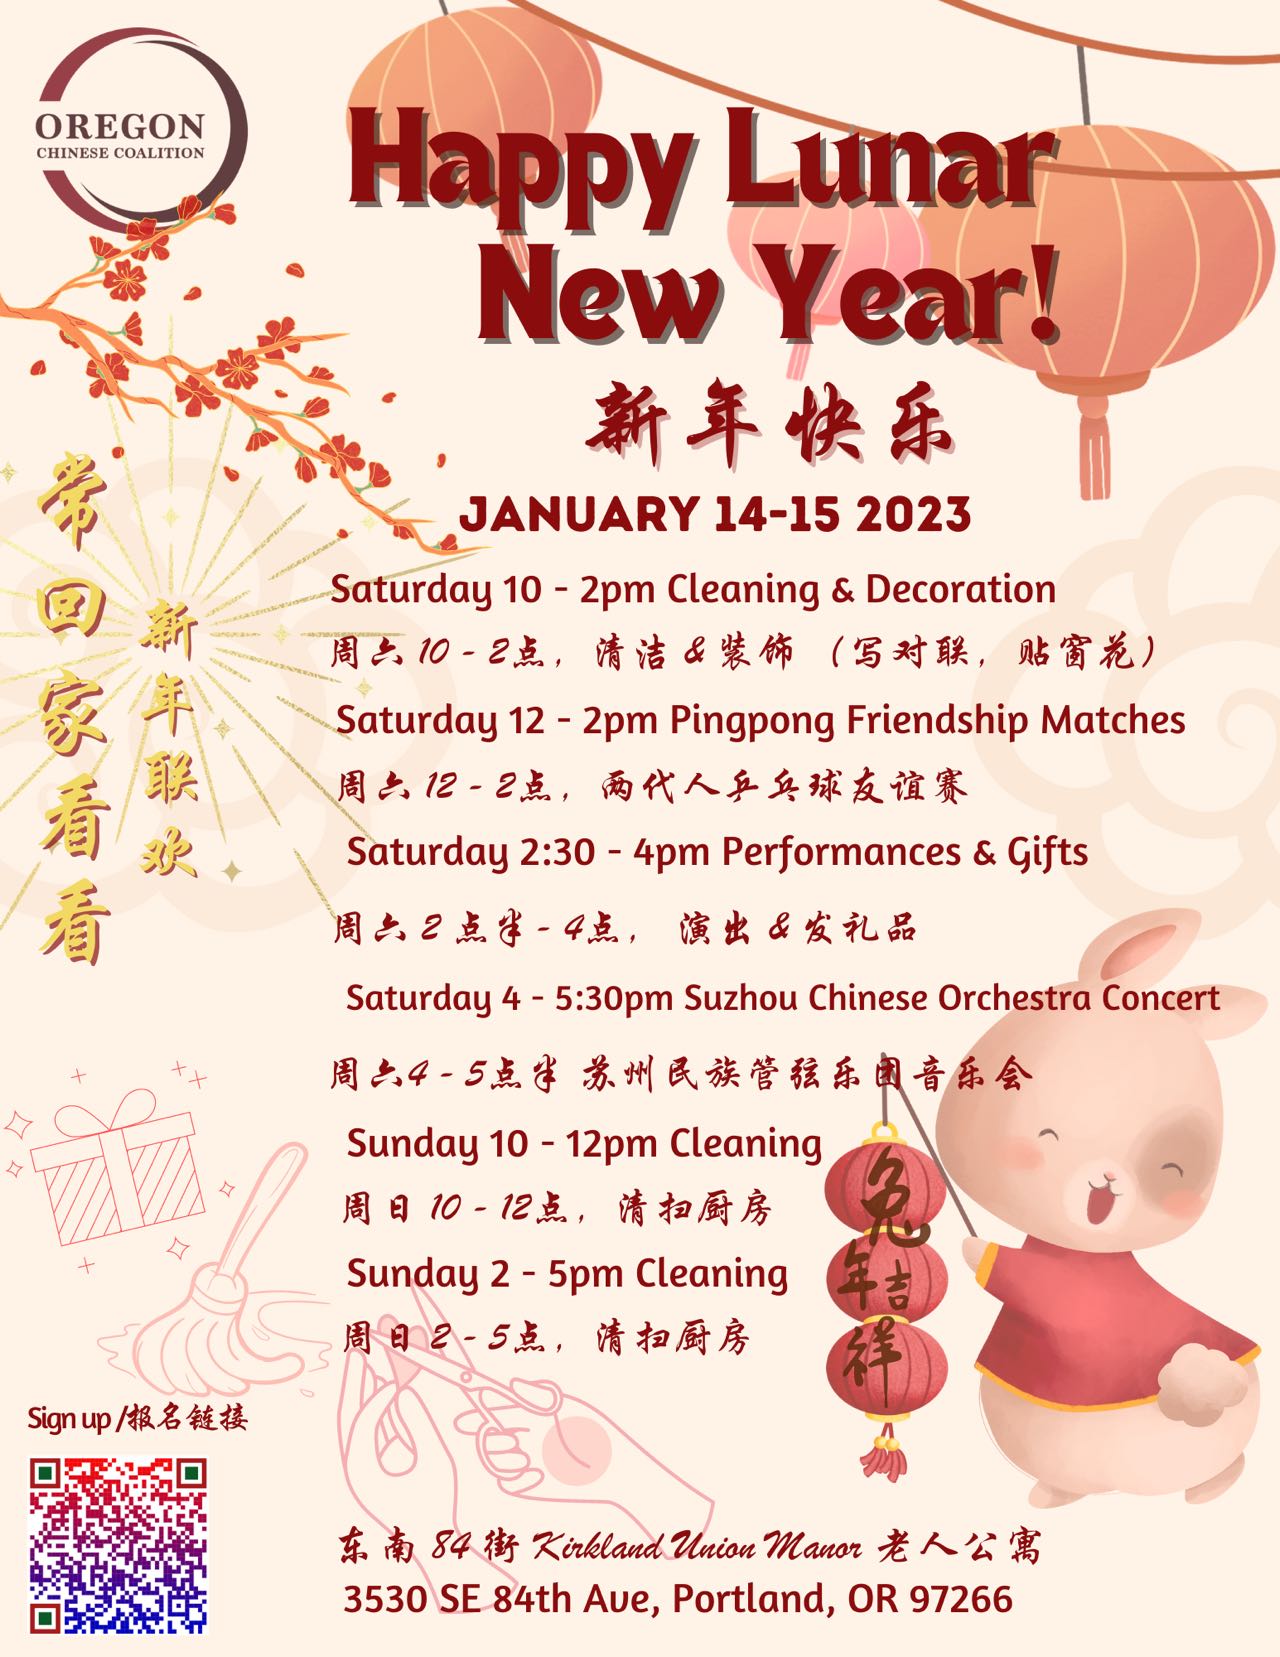 OREGON
CHINESE COALITION
Happy Lunar
New Year!
新年快乐
JANUARY 14-15 2023
常回家看看
新年联欢
Saturday 10 - 2pm Cleaning & Decoration
周六 10 - 2点，清洁 & 装饰 （写对联，贴窗花）
Saturday 12 - 2pm Pingpong Friendship Matches
周六 12 - 2点，两代人乒乓球友谊赛
Saturday 2:30 - 4pm Performances & Gifts
周六 2 点半 - 4点， 演出 & 发礼品
Saturday 4 - 5:30pm Suzhou Chinese Orchestra Concert
周六4 - 5点半 苏州民族管弦乐团音乐会
Sunday 10 - 12pm Cleaning
周日 10 - 12点，清扫厨房
Sunday 2 - 5pm Cleaning
周日 2 - 5点，清扫厨房
兔年吉祥
Sign up /报名链接
东南 84 街 Kirkland Union Manor 老人公寓
3530 SE 84th Ave, Portland, OR 97266